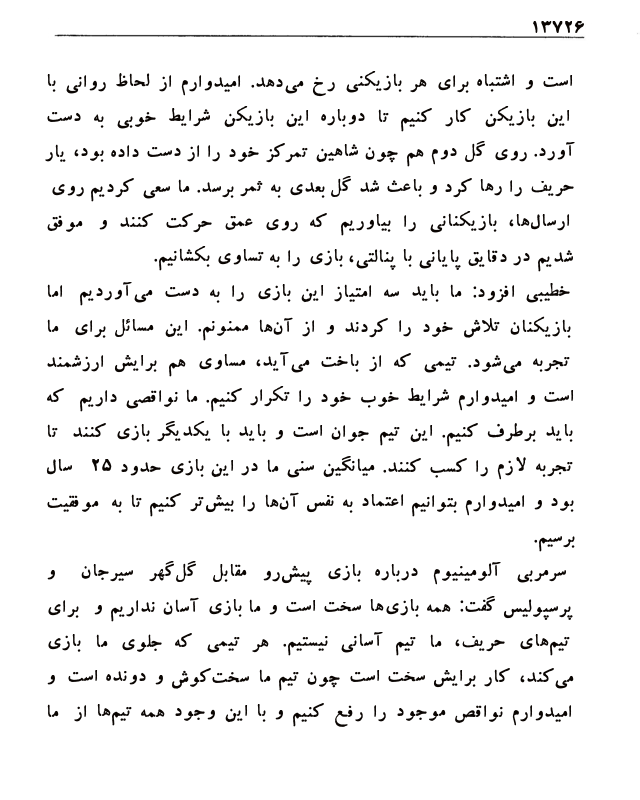 ۱۳۷۲۶
است و اشتباه برای هر بازیکنی رخ می‌دهد. امیدوارم از لحاظ روانی با
این بازیکن کار کنیم تا دوباره این بازیکن شرایط خوبی به دست
آورد. روی گل دوم هم چون شاهین تمرکز خود را از دست داده بود، یار
حریف را رها کرد و باعث شد گل بعدی به ثمر برسد. ما سعی کردیم روی
ارسال‌ها، بازیکنانی را بیاوریم که روی عمق حرکت کنند و موفق
شدیم در دقایق پایانی با پنالتی، بازی را به تساوی بکشانیم.
خطیبی افزود: ما باید سه امتیاز این بازی را به دست می‌آوردیم اما
بازیکنان تلاش خود را کردند و از آن‌ها ممنونم. این مسائل برای ما
تجربه می‌شود. تیمی که از باخت می‌آید، مساوی هم برایش ارزشمند
است و امیدوارم شرایط خوب خود را تکرار کنیم. ما نواقصی داریم که
باید برطرف کنیم. این تیم جوان است و باید با یکدیگر بازی کنند تا
تجربه لازم را کسب کنند. میانگین سنی ما در این بازی حدود ۲۵ سال
بود و امیدوارم بتوانیم اعتماد به نفس آن‌ها را بیش‌تر کنیم تا به موفقیت
برسیم.
سرمربی آلومینیوم درباره بازی پیش‌رو مقابل گل‌گهر سیرجان و
پرسپولیس گفت: همه بازی‌ها سخت است و ما بازی آسان نداریم و برای
تیم‌های حریف، ما تیم آسانی نیستیم. هر تیمی که جلوی ما بازی
می‌کند، کار برایش سخت است چون تیم ما سخت‌کوش و دونده است و
امیدوارم نواقص موجود را رفع کنیم و با این وجود همه تیم‌ها از ما